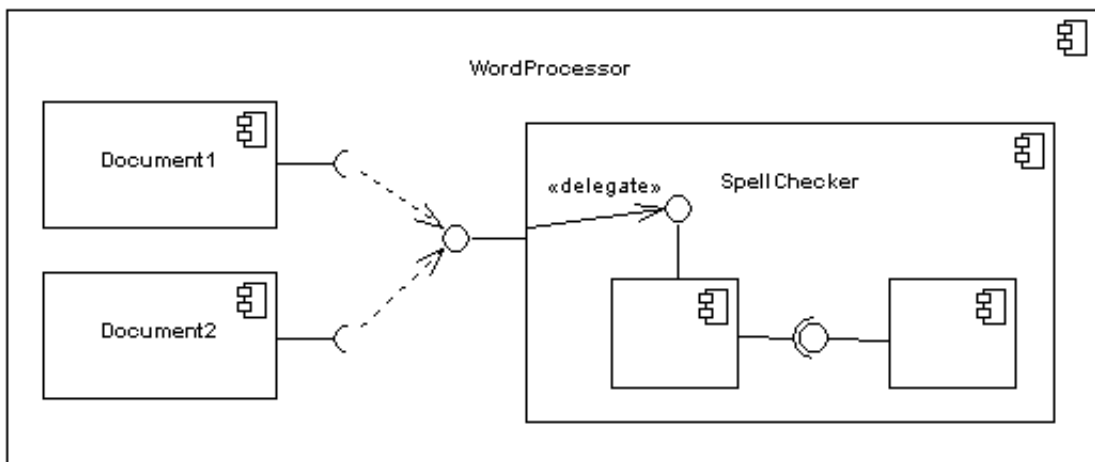 WordProcessor
Document1
SpellChecker
«delegate»
Document2